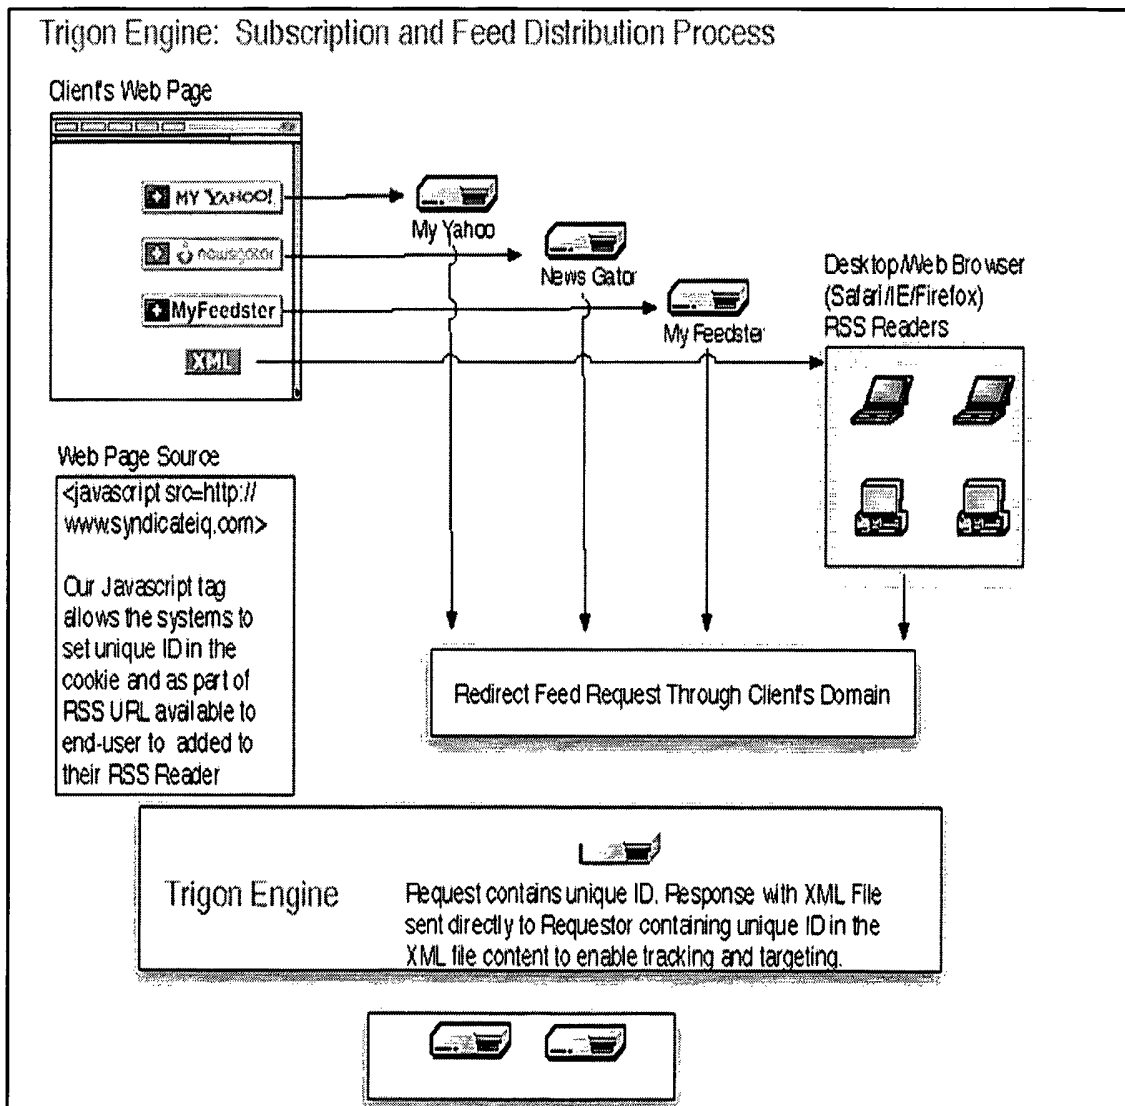 Trigon Engine: Subscription and Feed Distribution Process
Client's Web Page
MY YAHOO!
newsgator
MyFeedster
XML
My Yahoo
News Gator
My Feedster
Desktop/Web Browser
(Safari/IE/Firefox)
RSS Readers
Web Page Source
<javascript src=http://
www.syndicateiq.com>
Our Javascript tag
allows the systems to
set unique ID in the
cookie and as part of
RSS URL available to
end-user to added to
their RSS Reader
Redirect Feed Request Through Client's Domain
Trigon Engine
Request contains unique ID. Response with XML File
sent directly to Requestor containing unique ID in the
XML file content to enable tracking and targeting.